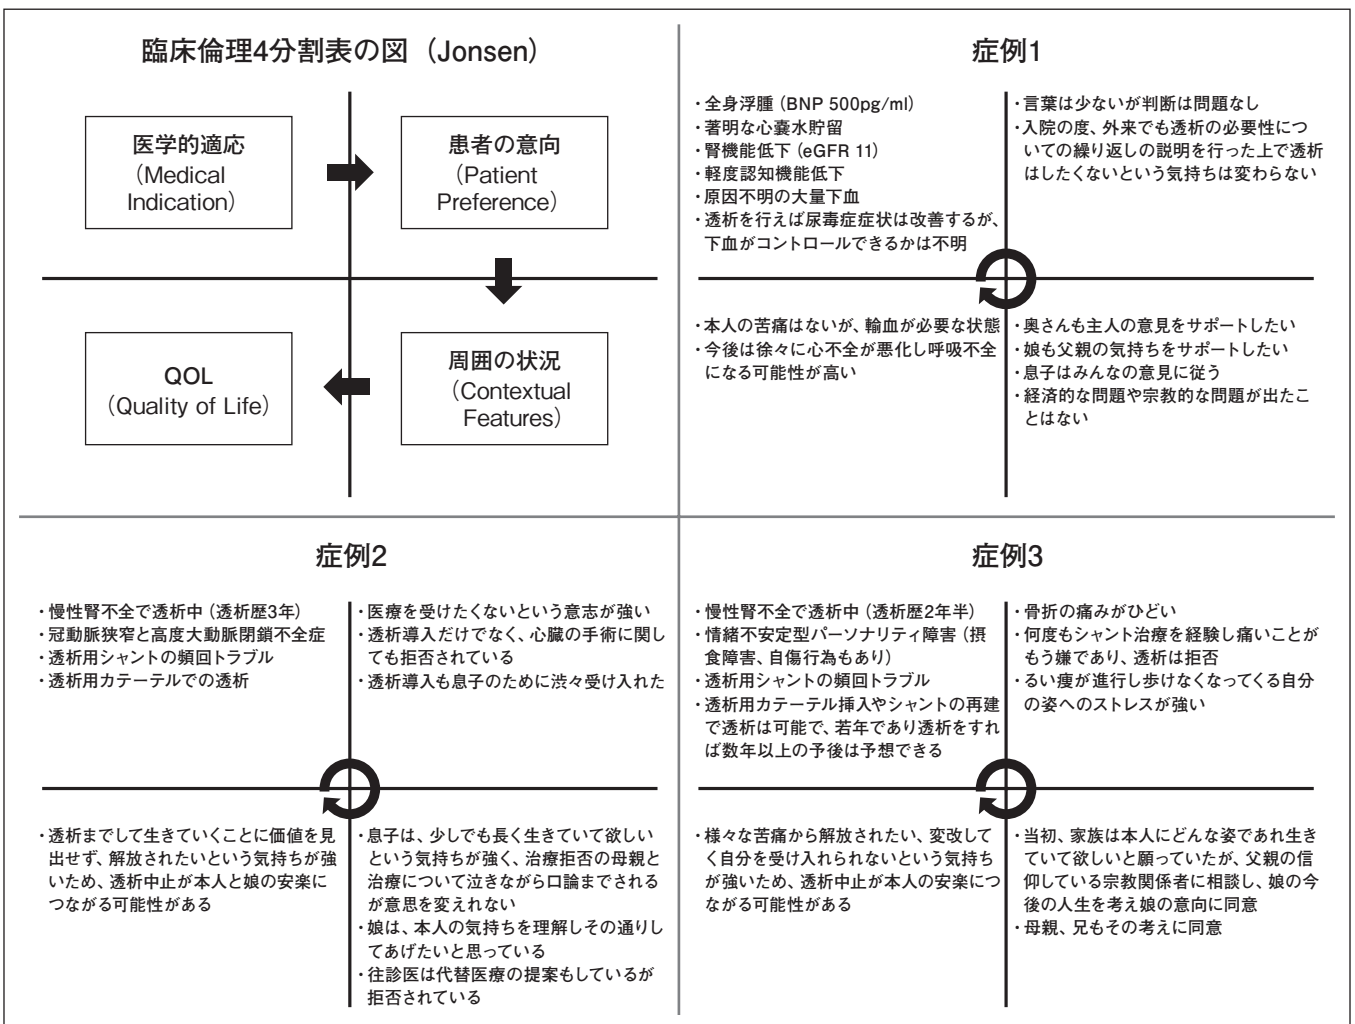 臨床倫理4分割表の図（Jonsen）
医学的適応
（Medical
Indication）
患者の意向
（Patient
Preference）
QOL
（Quality of Life）
周囲の状況
（Contextual
Features）
症例1
・全身浮腫（BNP 500pg/ml）
・著明な心嚢水貯留
・腎機能低下（eGFR 11）
・軽度認知機能低下
・原因不明の大量下血
・透析を行えば尿毒症症状は改善するが、
下血がコントロールできるかは不明
・言葉は少ないが判断は問題なし
・入院の度、外来でも透析の必要性につ
いての繰り返しの説明を行った上で透析
はしたくないという気持ちは変わらない
・本人の苦痛はないが、輸血が必要な状態
・今後は徐々に心不全が悪化し呼吸不全
になる可能性が高い
・奥さんも主人の意見をサポートしたい
・娘も父親の気持ちをサポートしたい
・息子はみんなの意見に従う
・経済的な問題や宗教的な問題が出たこ
とはない
症例2
・慢性腎不全で透析中（透析歴3年）
・冠動脈狭窄と高度大動脈閉鎖不全症
・透析用シャントの頻回トラブル
・透析用カテーテルでの透析
・医療を受けたくないという意志が強い
・透析導入だけでなく、心臓の手術に関し
ても拒否されている
・透析導入も息子のために渋々受け入れた
・透析までして生きていくことに価値を見
出せず、解放されたいという気持ちが強
いため、透析中止が本人と娘の安楽に
つながる可能性がある
・息子は、少しでも長く生きていて欲しい
という気持ちが強く、治療拒否の母親と
治療について泣きながら口論までされる
が意思を変えれない
・娘は、本人の気持ちを理解しその通りし
てあげたいと思っている
・往診医は代替医療の提案もしているが
拒否されている
症例3
・慢性腎不全で透析中（透析歴2年半）
・情緒不安定型パーソナリティ障害（摂
食障害、自傷行為もあり）
・透析用シャントの頻回トラブル
・透析用カテーテル挿入やシャントの再建
で透析は可能で、若年であり透析をすれ
ば数年以上の予後は予想できる
・骨折の痛みがひどい
・何度もシャント治療を経験し痛いことが
もう嫌であり、透析は拒否
・るい痩が進行し歩けなくなってくる自分
の姿へのストレスが強い
・様々な苦痛から解放されたい、変改して
く自分を受け入れられないという気持ち
が強いため、透析中止が本人の安楽につ
ながる可能性がある
・当初、家族は本人にどんな姿であれ生き
ていて欲しいと願っていたが、父親の信
仰している宗教関係者に相談し、娘の今
後の人生を考え娘の意向に同意
・母親、兄もその考えに同意